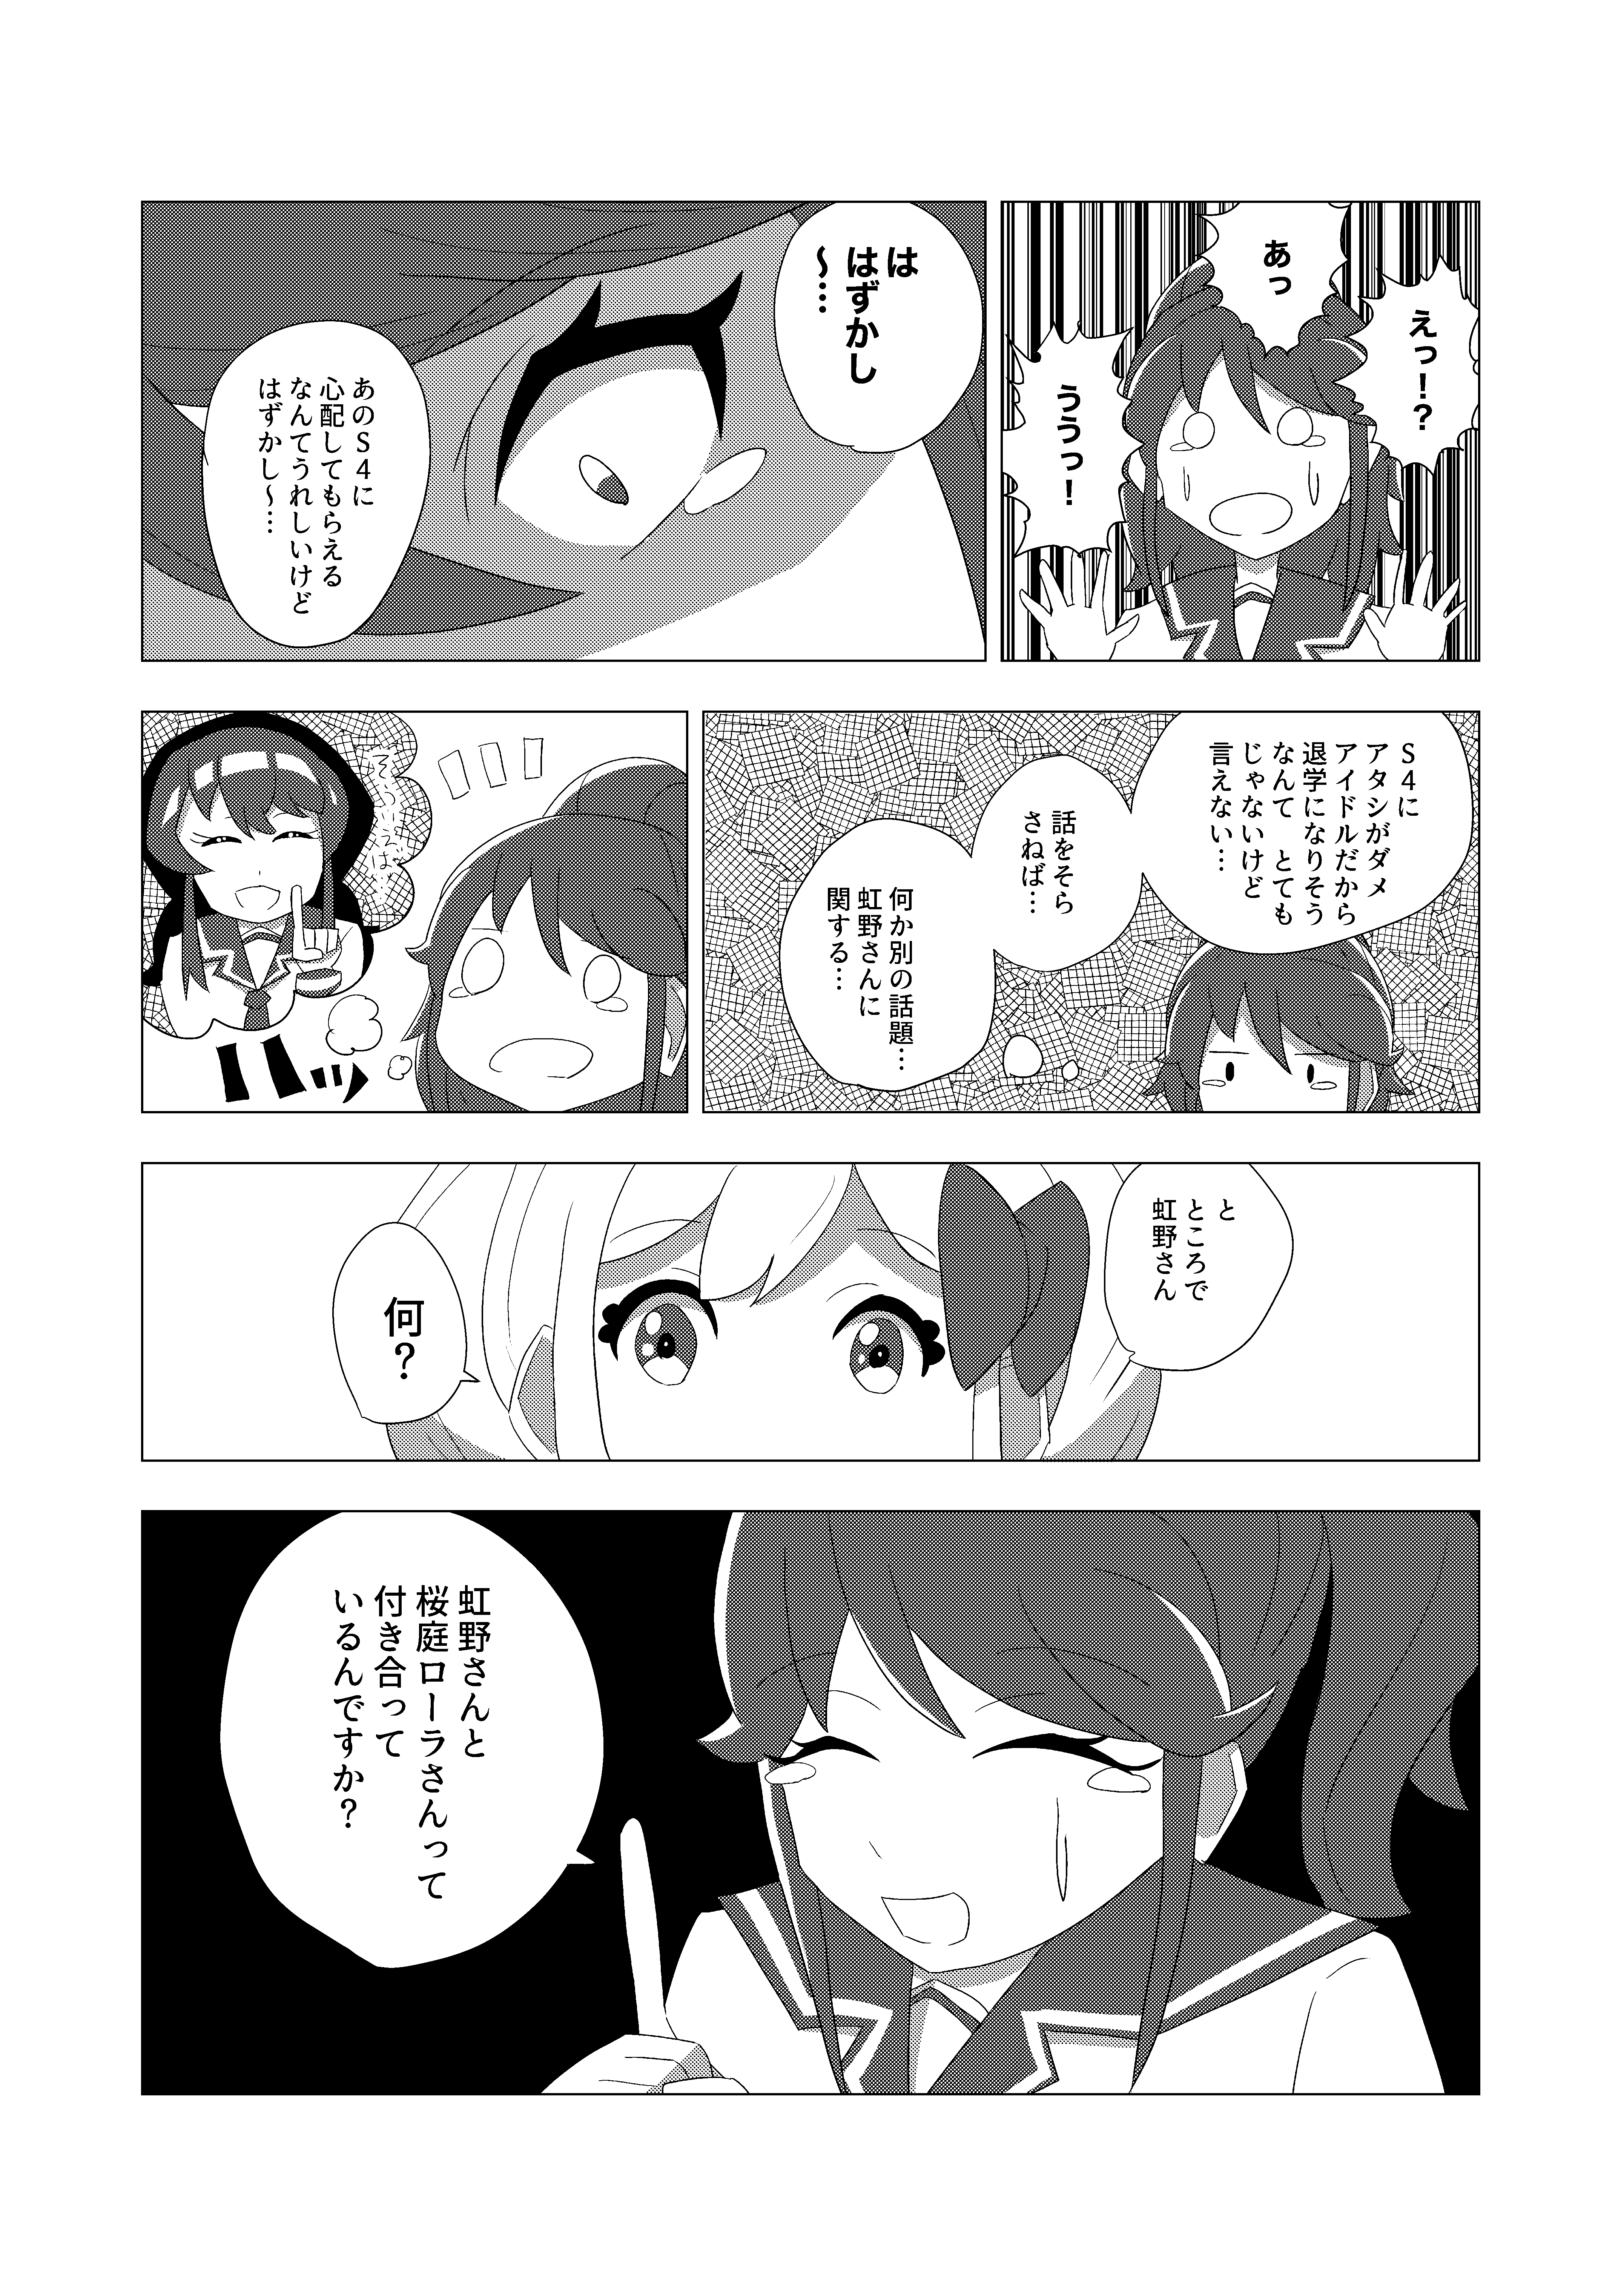 えっ！？
あっ
ううっ！
は
はずかし
～…
あのS4に
心配してもらえる
なんてうれしいけど
はずかし～…
S4に
アタシがダメ
アイドルだから
退学になりそう
なんて　とても
じゃないけど
言えない…
話をそら
さねば…
何か別の話題…
虹野さんに
関する…
そういえば…
ハッ
と
ところで
虹野さん
何？
虹野さんと
桜庭ローラさんって
付き合って
いるんですか？